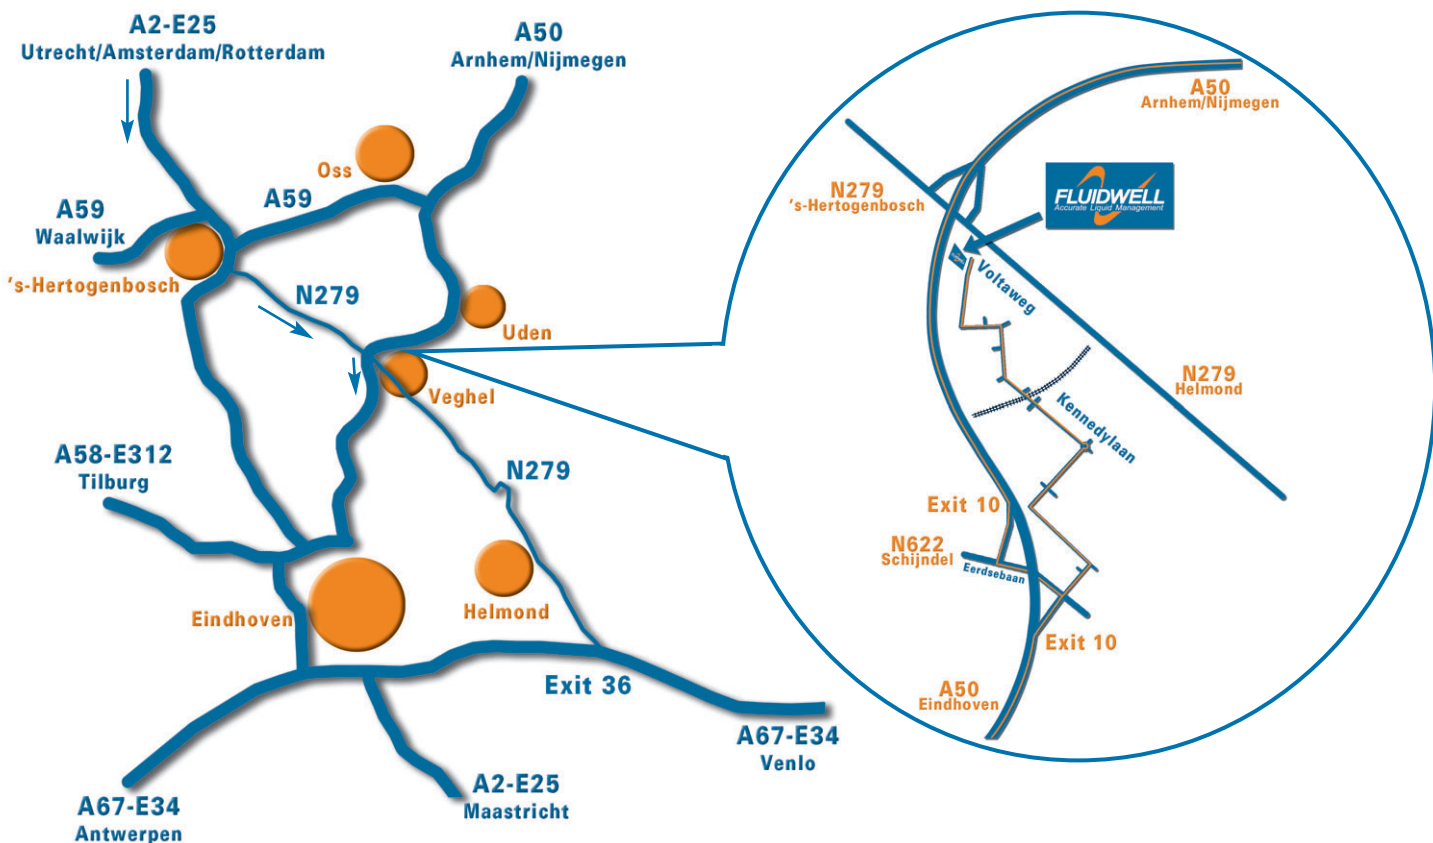 A2-E25
Utrecht/Amsterdam/Rotterdam
A50
Arnhem/Nijmegen
Oss
A59
A59
Waalwijk
's-Hertogenbosch
N279
Uden
Veghel
A58-E312
Tilburg
N279
Eindhoven
Helmond
Exit 36
A67-E34
Venlo
A2-E25
Maastricht
A67-E34
Antwerpen
A50
Arnhem/Nijmegen
N279
's-Hertogenbosch
FLUIDWELL
Accurate Liquid Management
Voltaweg
N279
Helmond
Kennedylaan
Exit 10
N622
Schijndel
Eerdsebaan
Exit 10
A50
Eindhoven